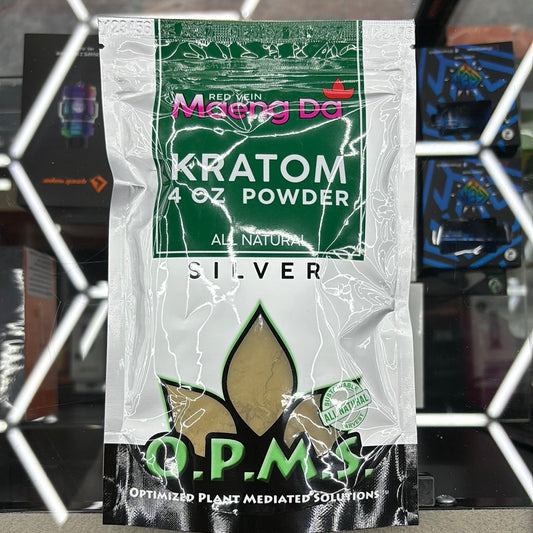 RED VEIN
Maeng Da
KRATOM
4 OZ POWDER
ALL NATURAL
SILVER
ALL NATURAL
O.P.M.S.
OPTIMIZED PLANT MEDIATED SOLUTIONS